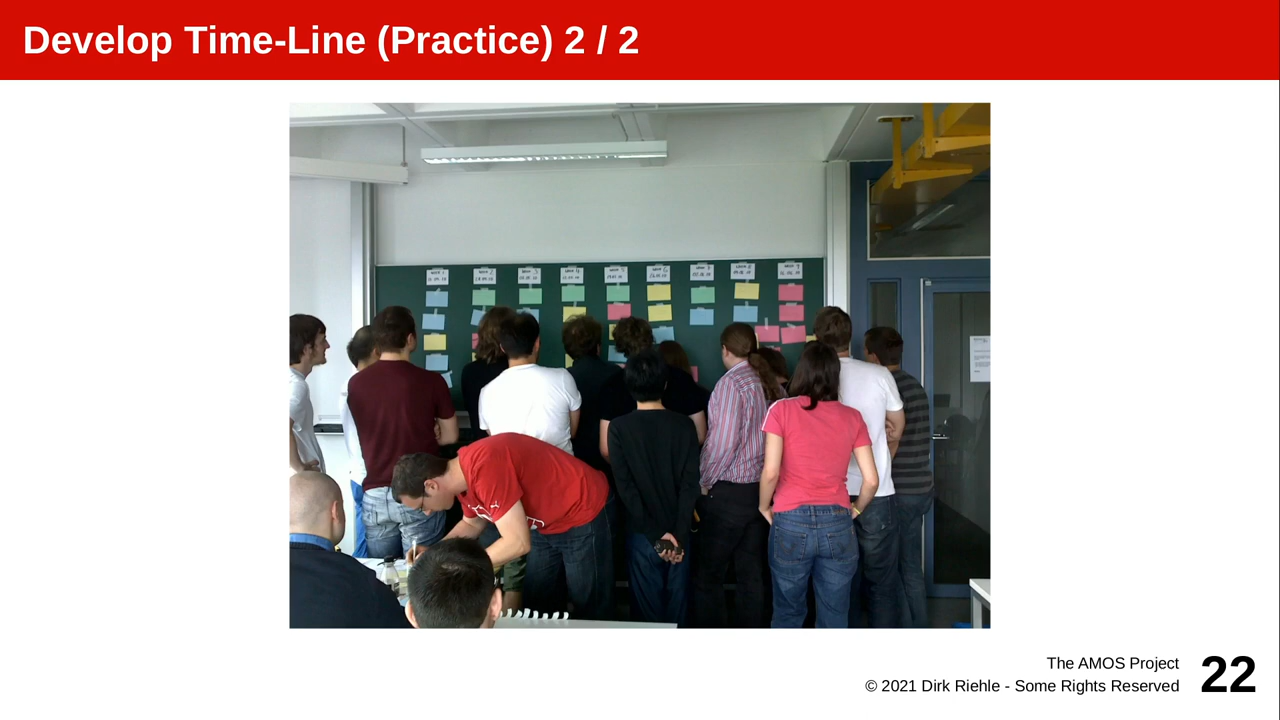 Develop Time-Line (Practice) 2 / 2
The AMOS Project
© 2021 Dirk Riehle - Some Rights Reserved
22